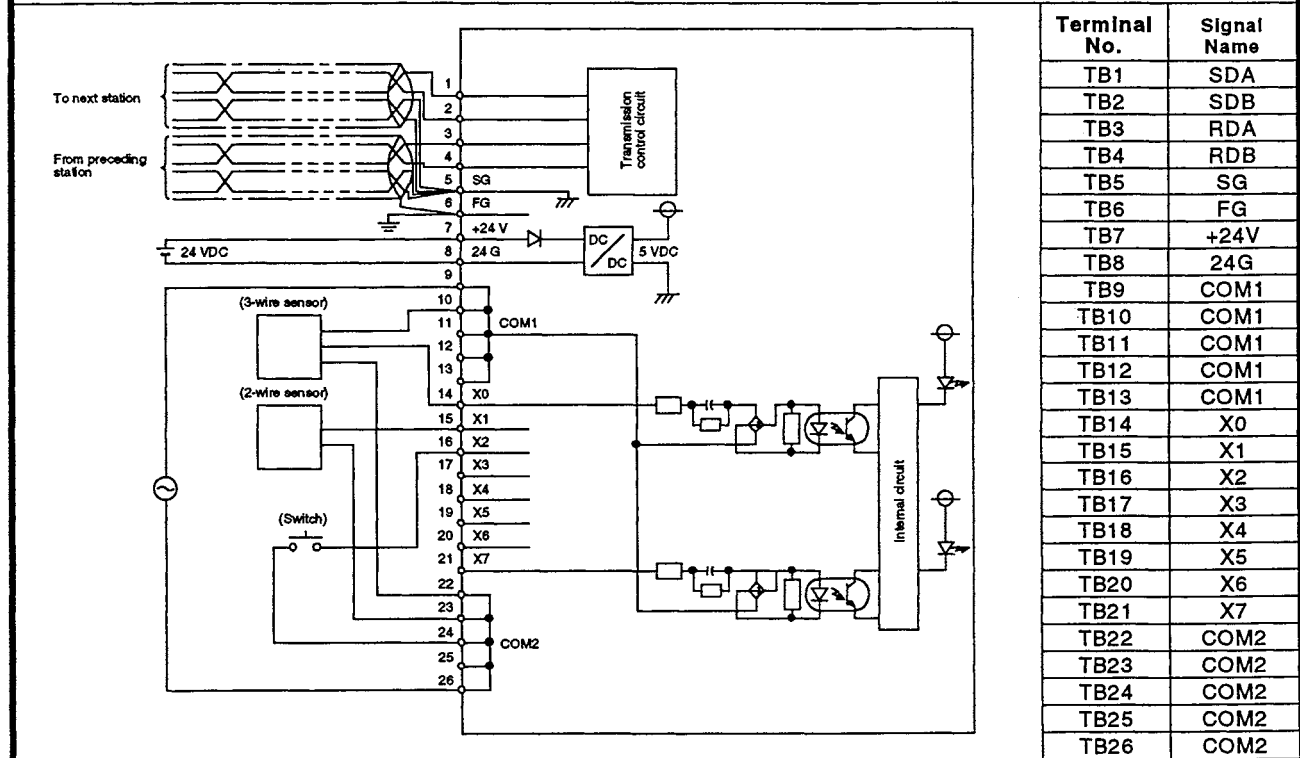 To next station
From preceding
station
1
2
3
4
5 SG
6 FG
7 +24 V
8 24 G
9
10
11 COM1
12
13
14 X0
15 X1
16 X2
17 X3
18 X4
19 X5
20 X6
21 X7
22
23
24 COM2
25
26
Transmission
control circuit
24 VDC
DC
DC
5 VDC
(3-wire sensor)
(2-wire sensor)
(Switch)
Internal circuit
Terminal No. Signal Name
TB1 SDA
TB2 SDB
TB3 RDA
TB4 RDB
TB5 SG
TB6 FG
TB7 +24V
TB8 24G
TB9 COM1
TB10 COM1
TB11 COM1
TB12 COM1
TB13 COM1
TB14 X0
TB15 X1
TB16 X2
TB17 X3
TB18 X4
TB19 X5
TB20 X6
TB21 X7
TB22 COM2
TB23 COM2
TB24 COM2
TB25 COM2
TB26 COM2